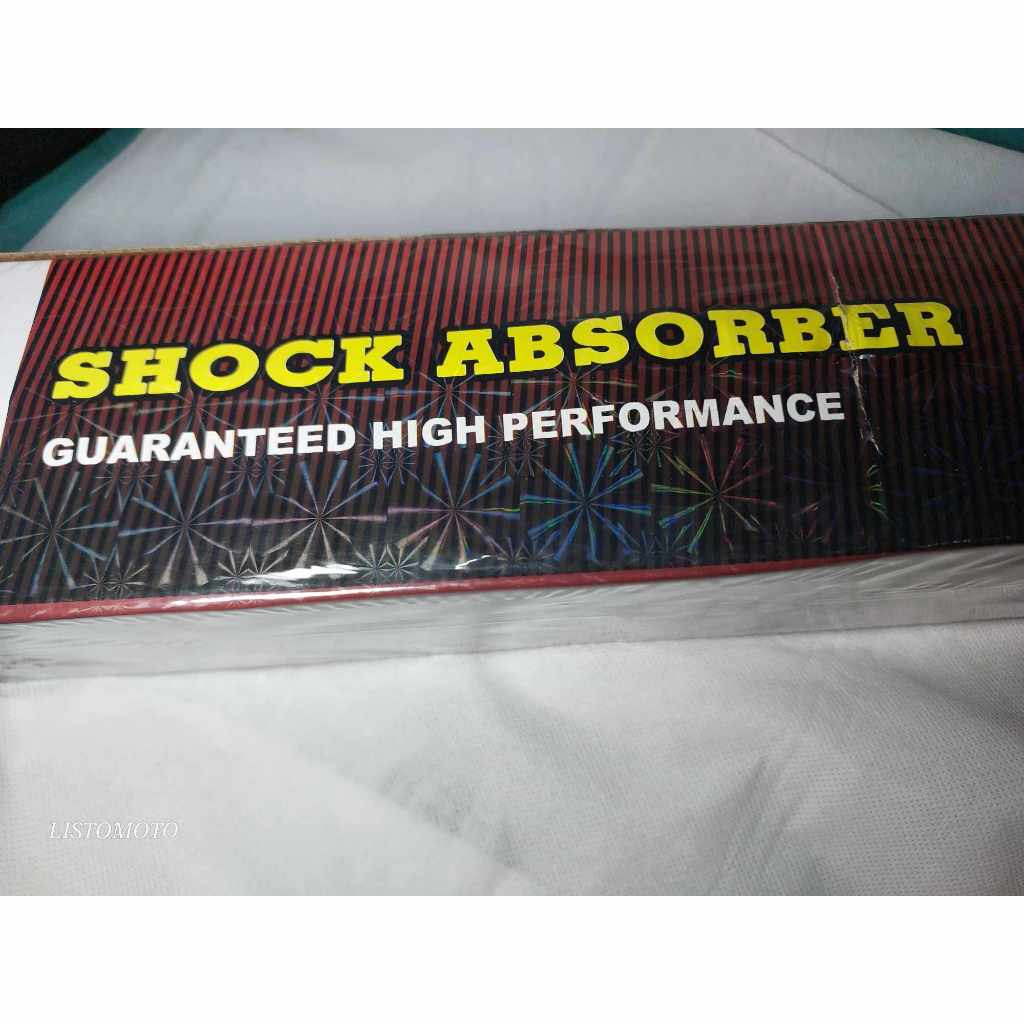 SHOCK ABSORBER
GUARANTEED HIGH PERFORMANCE
LISTOMOTO